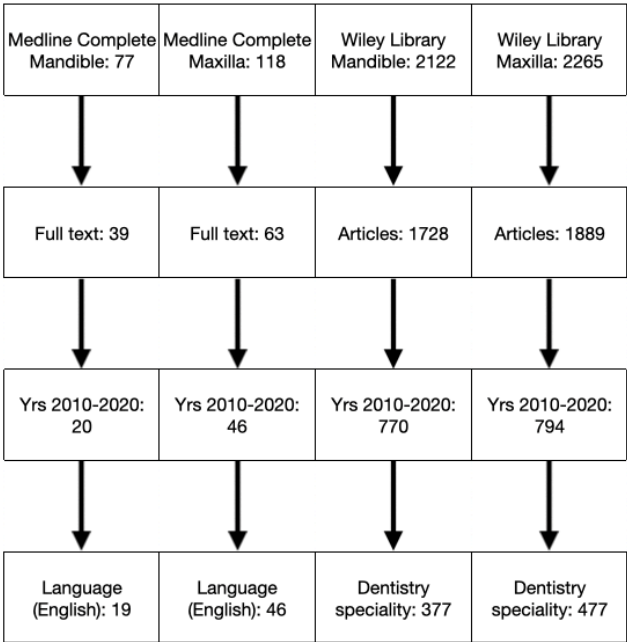 Medline Complete
Mandible: 77
Medline Complete
Maxilla: 118
Wiley Library
Mandible: 2122
Wiley Library
Maxilla: 2265
Full text: 39
Full text: 63
Articles: 1728
Articles: 1889
Yrs 2010-2020:
20
Yrs 2010-2020:
46
Yrs 2010-2020:
770
Yrs 2010-2020:
794
Language
(English): 19
Language
(English): 46
Dentistry
speciality: 377
Dentistry
speciality: 477